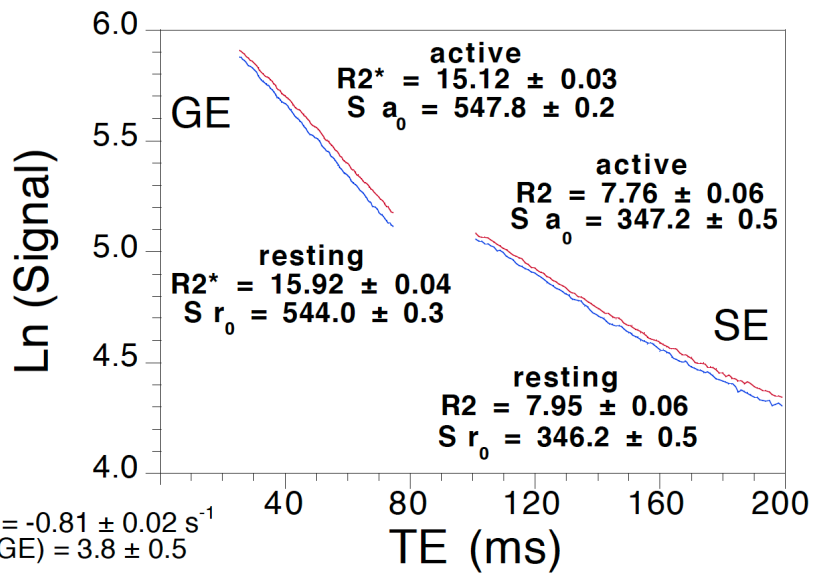 6.0
active
R2* = 15.12 ± 0.03
S a0 = 547.8 ± 0.2
GE
5.5
active
R2 = 7.76 ± 0.06
S a0 = 347.2 ± 0.5
Ln (Signal)
5.0
resting
R2* = 15.92 ± 0.04
S r0 = 544.0 ± 0.3
SE
4.5
resting
R2 = 7.95 ± 0.06
S r0 = 346.2 ± 0.5
4.0
40 80 120 160 200
= -0.81 ± 0.02 s-1
TE (ms)
GE) = 3.8 ± 0.5